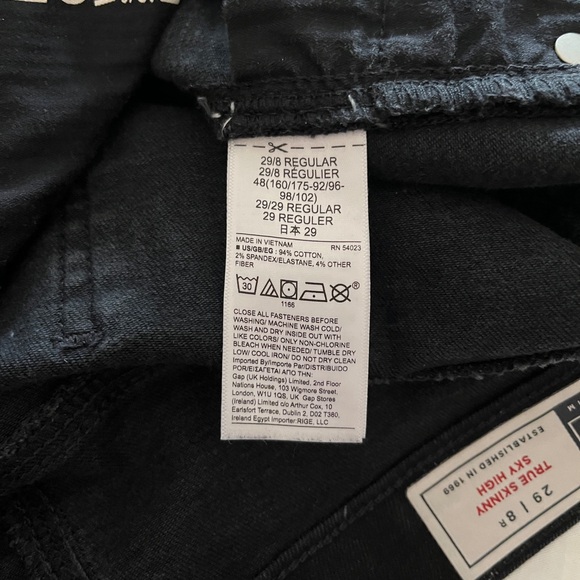 29/8 REGULAR
29/8 RÉGULIER
48(160/175-92/96-
98/102)
29/29 REGULAR
29 REGULER
日本 29
MADE IN VIETNAM RN 54023
■ US/GB/EG : 94% COTTON,
2% SPANDEX/ELASTANE, 4% OTHER
FIBER
30
1166
CLOSE ALL FASTENERS BEFORE
WASHING/ MACHINE WASH COLD/
WASH AND DRY INSIDE OUT WITH
LIKE COLORS/ ONLY NON-CHLORINE
BLEACH WHEN NEEDED/ TUMBLE DRY
LOW/ COOL IRON/ DO NOT DRY CLEAN
Imported By/Importe Par/DISTRIBUIDO
POR/ΕΙΣΑΓΕΤΑΙ ΑΠΟ ΤΗΝ:
Gap (UK Holdings) Limited, 2nd Floor
Nations House, 103 Wigmore Street,
London, W1U 1QS, UK Gap Stores
(Ireland) Limited c/o Arthur Cox, 10
Earlsfort Terrace, Dublin 2, D02 T380,
Ireland Egypt Importer:RIGE, LLC
ESTABLISHED IN 1969
TRUE SKINNY
SKY HIGH
29 | 8R